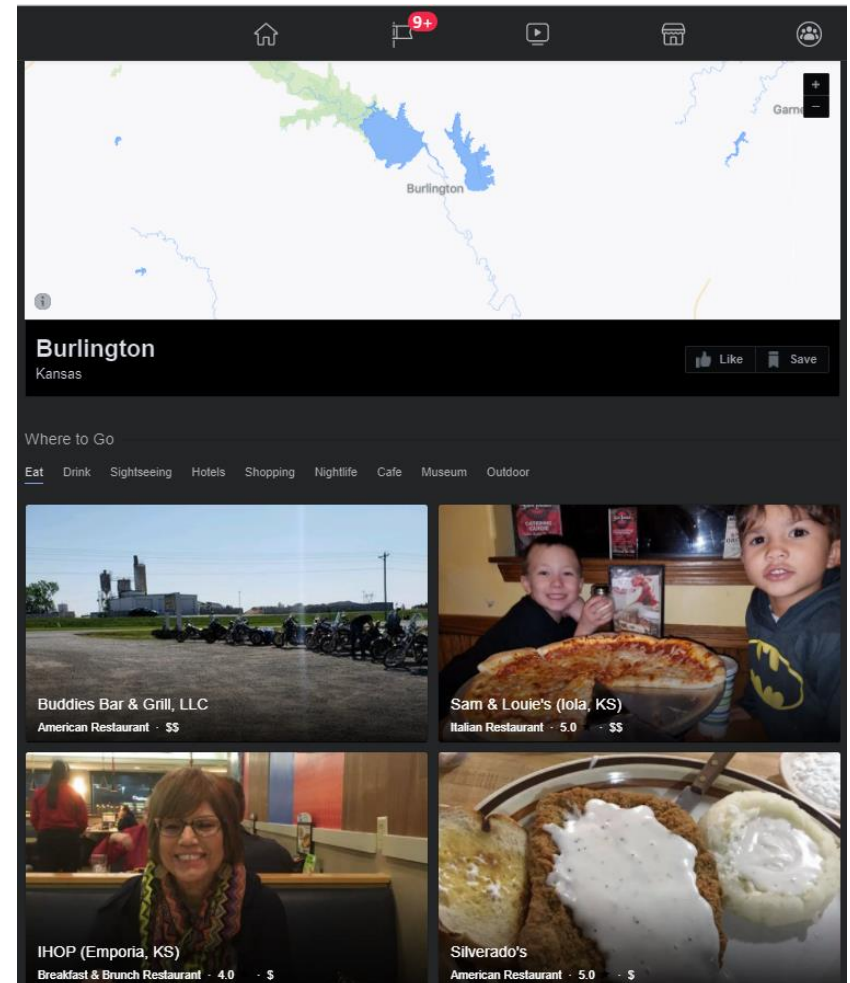 9+
+
Garne
−
Burlington
i
Burlington
Kansas
Like
Save
Where to Go
Eat Drink Sightseeing Hotels Shopping Nightlife Cafe Museum Outdoor
Buddies Bar & Grill, LLC
American Restaurant · $$
Sam & Louie's (Iola, KS)
Italian Restaurant · 5.0 · $$
IHOP (Emporia, KS)
Breakfast & Brunch Restaurant · 4.0 · $
Silverado's
American Restaurant · 5.0 · $